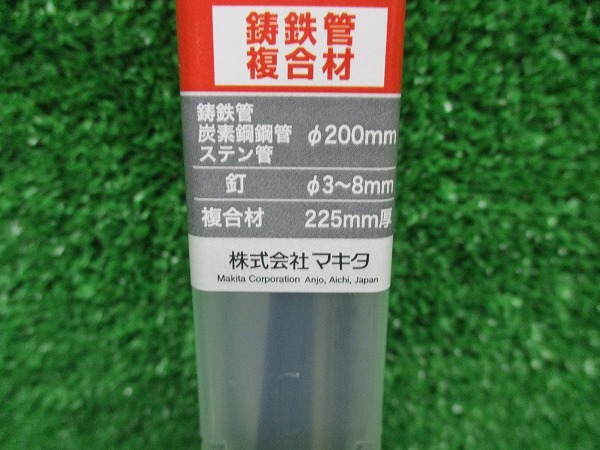 鋳鉄管
複合材
鋳鉄管
炭素鋼鋼管
ステン管
φ200mm
釘 φ3～8mm
複合材 225mm厚
株式会社マキタ
Makita Corporation Anjo, Aichi, Japan